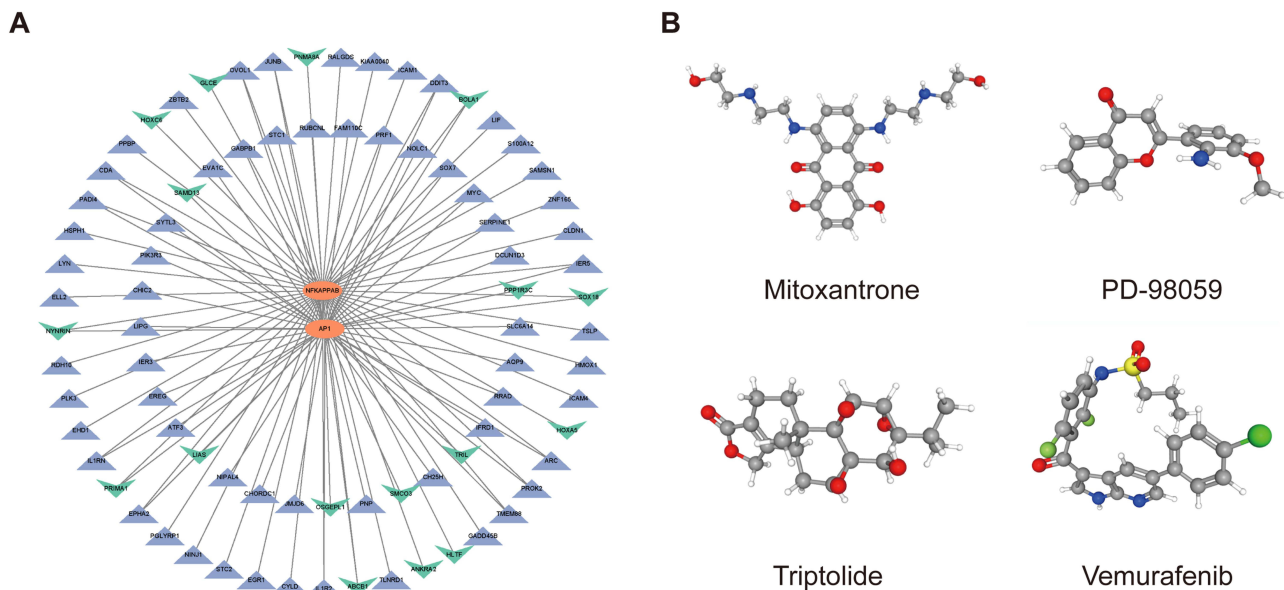 A
B
PNMA8A
RALGDS
KIAA0040
JUNB
OVOL1
ICAM1
GLCE
DDIT3
ZBTB2
BOLA1
HOXC6
LIF
RUBCNL
FAM110C
STC1
PRF1
PPBP
GABPB1
NOLC1
S100A12
CDA
EVA1C
SOX7
SAMSN1
SAMD13
MYC
PADI4
ZNF165
SYTL3
SERPINE1
HSPH1
CLDN1
PIK3R3
DCUN1D3
LYN
IER5
CHIC2
NFKAPPAB
PPP1R3C
ELL2
SOX18
NYNRIN
LIPG
AP1
SLC6A14
TSLP
RDH10
IER3
AQP9
HMOX1
PLK3
EREG
RRAD
ICAM4
EHD1
ATF3
IFRD1
HOXA5
IL1RN
LIAS
TRIL
ARC
PRIMA1
NIPAL4
CH25H
PROK2
CHORDC1
SMCO3
EPHA2
JMJD6
OSGEPL1
PNP
TMEM88
PGLYRP1
GADD45B
NINJ1
HLTF
STC2
ANKRA2
EGR1
TLNRD1
CYLD
IL1R2
ABCB1
Mitoxantrone
PD-98059
Triptolide
Vemurafenib